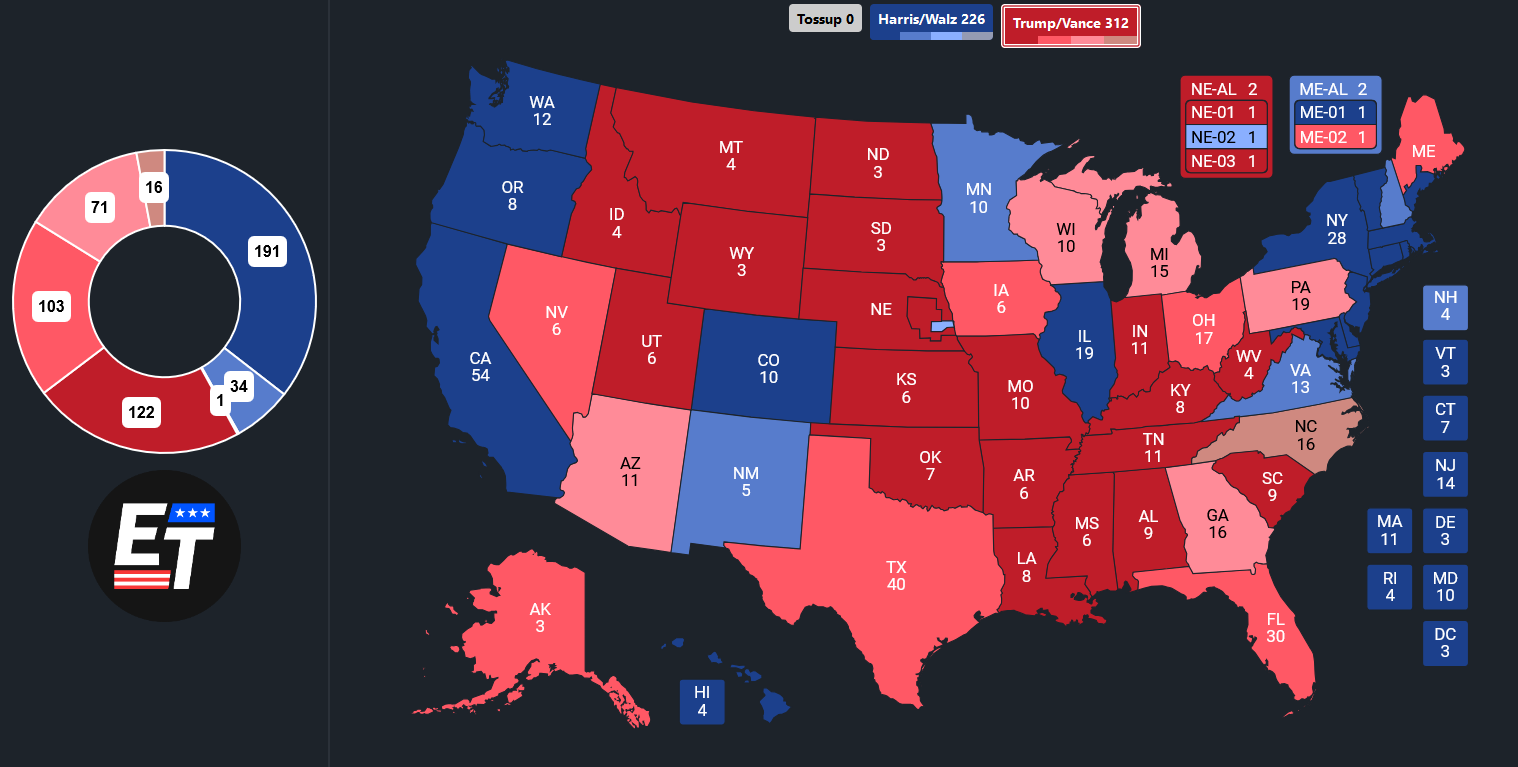 Tossup 0
Harris/Walz 226
Trump/Vance 312
191
34
1
122
103
71
16
ET
WA
12
OR
8
CA
54
NV
6
ID
4
MT
4
WY
3
UT
6
AZ
11
CO
10
NM
5
ND
3
SD
3
NE
KS
6
OK
7
TX
40
MN
10
IA
6
MO
10
AR
6
LA
8
WI
10
IL
19
MI
15
IN
11
OH
17
KY
8
TN
11
MS
6
AL
9
GA
16
FL
30
SC
9
NC
16
VA
13
WV
4
PA
19
NY
28
ME
NE-AL 2
NE-01 1
NE-02 1
NE-03 1
ME-AL 2
ME-01 1
ME-02 1
NH
4
VT
3
CT
7
NJ
14
MA
11
DE
3
RI
4
MD
10
DC
3
AK
3
HI
4